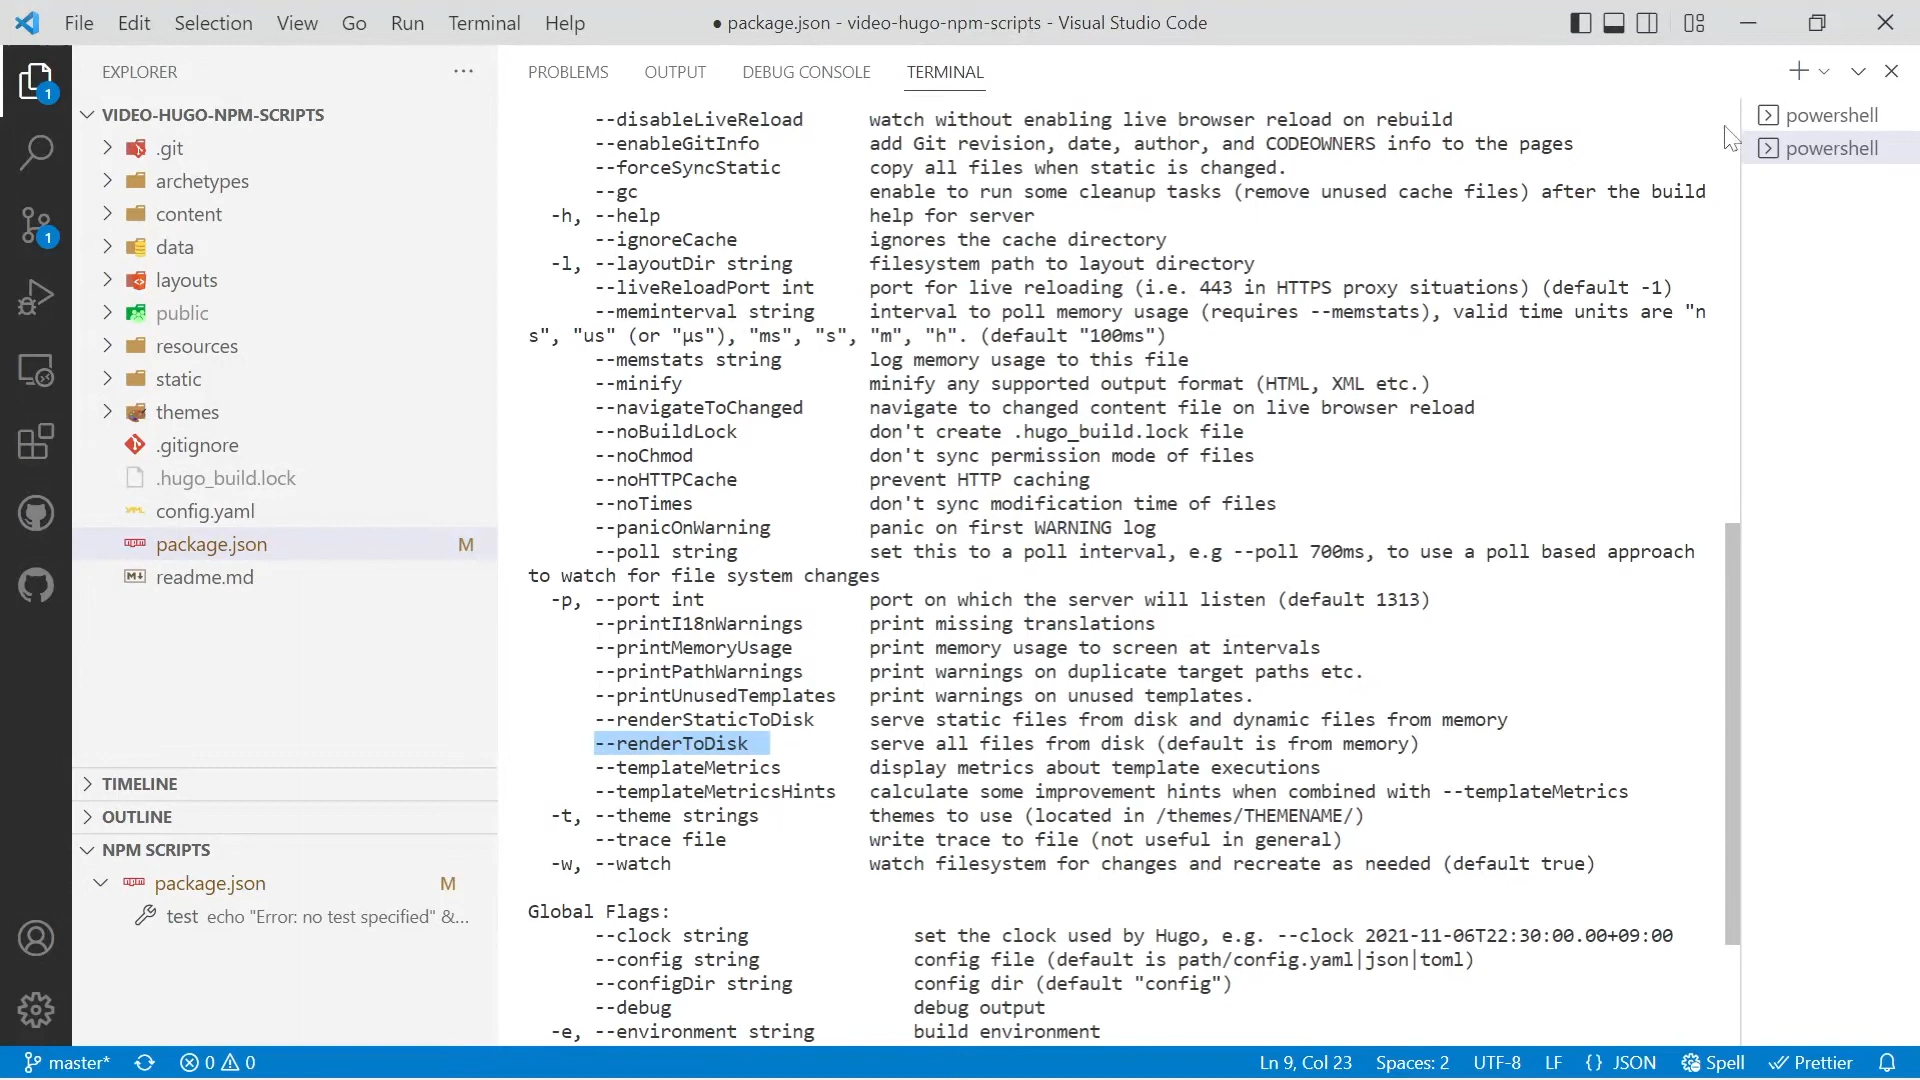 File Edit Selection View Go Run Terminal Help
● package.json - video-hugo-npm-scripts - Visual Studio Code
EXPLORER
PROBLEMS OUTPUT DEBUG CONSOLE TERMINAL
VIDEO-HUGO-NPM-SCRIPTS
.git
archetypes
content
data
layouts
public
resources
static
themes
.gitignore
.hugo_build.lock
config.yaml
package.json M
readme.md
TIMELINE
OUTLINE
NPM SCRIPTS
package.json M
test echo "Error: no test specified" &...
1
1
--disableLiveReload watch without enabling live browser reload on rebuild
--enableGitInfo add Git revision, date, author, and CODEOWNERS info to the pages
--forceSyncStatic copy all files when static is changed.
--gc enable to run some cleanup tasks (remove unused cache files) after the build
-h, --help help for server
--ignoreCache ignores the cache directory
-l, --layoutDir string filesystem path to layout directory
--liveReloadPort int port for live reloading (i.e. 443 in HTTPS proxy situations) (default -1)
--meminterval string interval to poll memory usage (requires --memstats), valid time units are "n
s", "us" (or "µs"), "ms", "s", "m", "h". (default "100ms")
--memstats string log memory usage to this file
--minify minify any supported output format (HTML, XML etc.)
--navigateToChanged navigate to changed content file on live browser reload
--noBuildLock don't create .hugo_build.lock file
--noChmod don't sync permission mode of files
--noHTTPCache prevent HTTP caching
--noTimes don't sync modification time of files
--panicOnWarning panic on first WARNING log
--poll string set this to a poll interval, e.g --poll 700ms, to use a poll based approach
to watch for file system changes
-p, --port int port on which the server will listen (default 1313)
--printI18nWarnings print missing translations
--printMemoryUsage print memory usage to screen at intervals
--printPathWarnings print warnings on duplicate target paths etc.
--printUnusedTemplates print warnings on unused templates.
--renderStaticToDisk serve static files from disk and dynamic files from memory
--renderToDisk serve all files from disk (default is from memory)
--templateMetrics display metrics about template executions
--templateMetricsHints calculate some improvement hints when combined with --templateMetrics
-t, --theme strings themes to use (located in /themes/THEMENAME/)
--trace file write trace to file (not useful in general)
-w, --watch watch filesystem for changes and recreate as needed (default true)
Global Flags:
--clock string set the clock used by Hugo, e.g. --clock 2021-11-06T22:30:00.00+09:00
--config string config file (default is path/config.yaml|json|toml)
--configDir string config dir (default "config")
--debug debug output
-e, --environment string build environment
powershell
powershell
master* 0 0 Ln 9, Col 23 Spaces: 2 UTF-8 LF {} JSON Spell Prettier